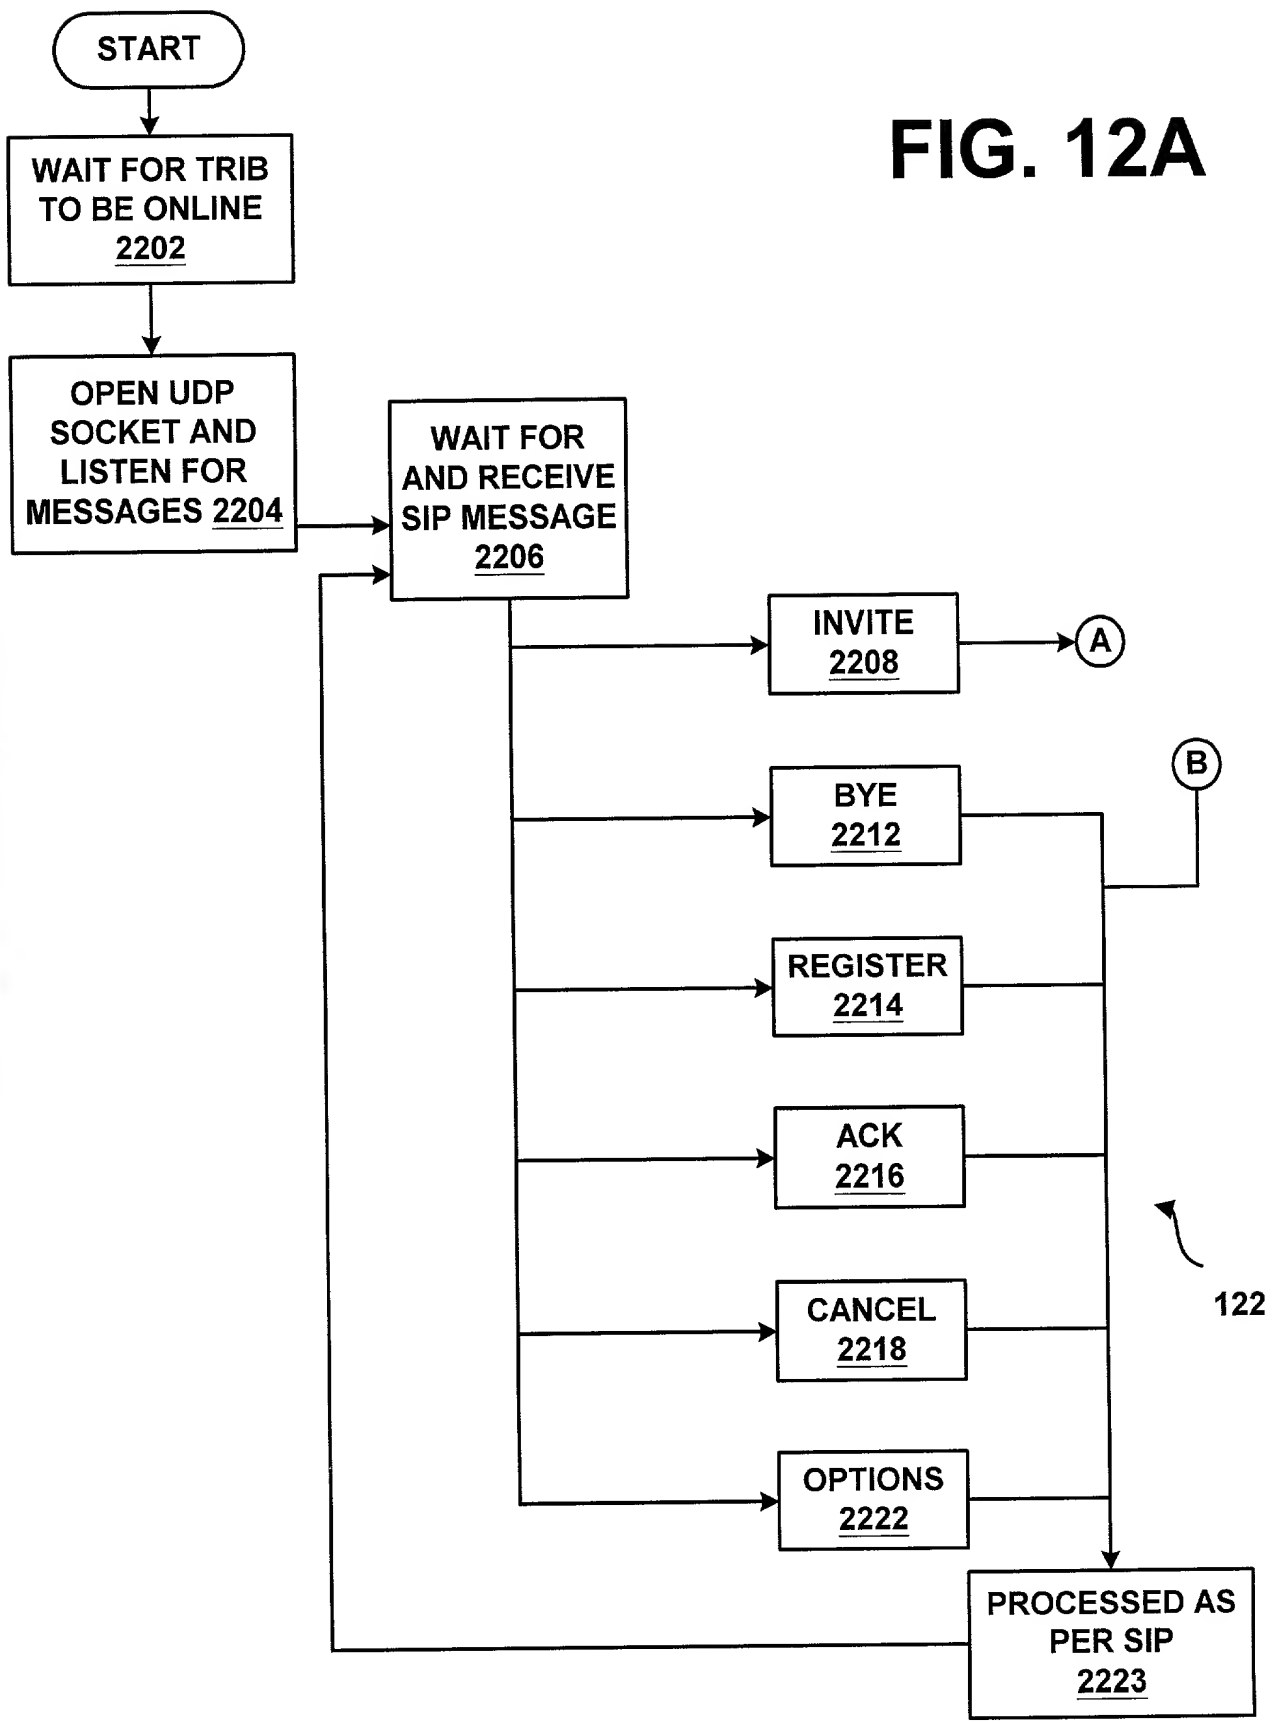 START
FIG. 12A
WAIT FOR TRIB
TO BE ONLINE
2202
OPEN UDP
SOCKET AND
LISTEN FOR
MESSAGES 2204
WAIT FOR
AND RECEIVE
SIP MESSAGE
2206
INVITE
2208
A
B
BYE
2212
REGISTER
2214
ACK
2216
122
CANCEL
2218
OPTIONS
2222
PROCESSED AS
PER SIP
2223